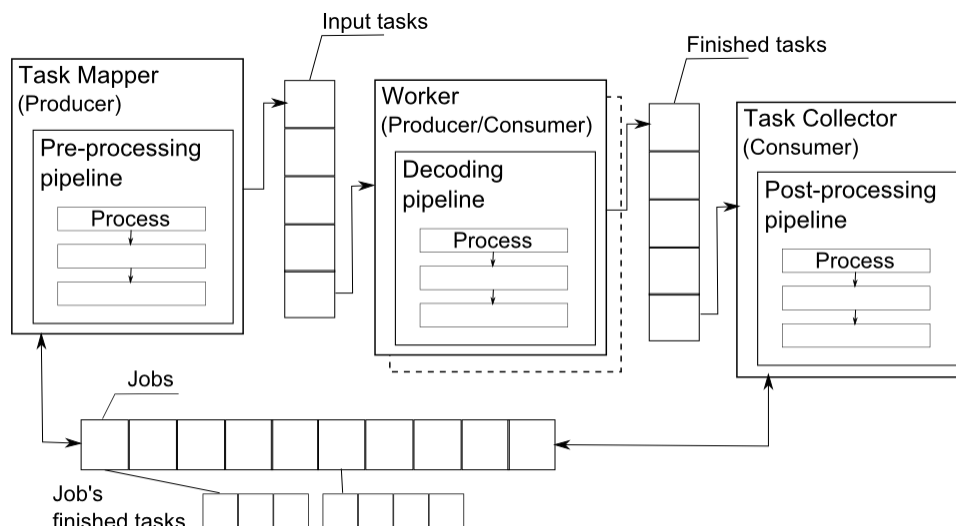 Input tasks
Finished tasks
Task Mapper
(Producer)
Pre-processing
pipeline
Process
Worker
(Producer/Consumer)
Decoding
pipeline
Process
Task Collector
(Consumer)
Post-processing
pipeline
Process
Jobs
Job's
finished tasks